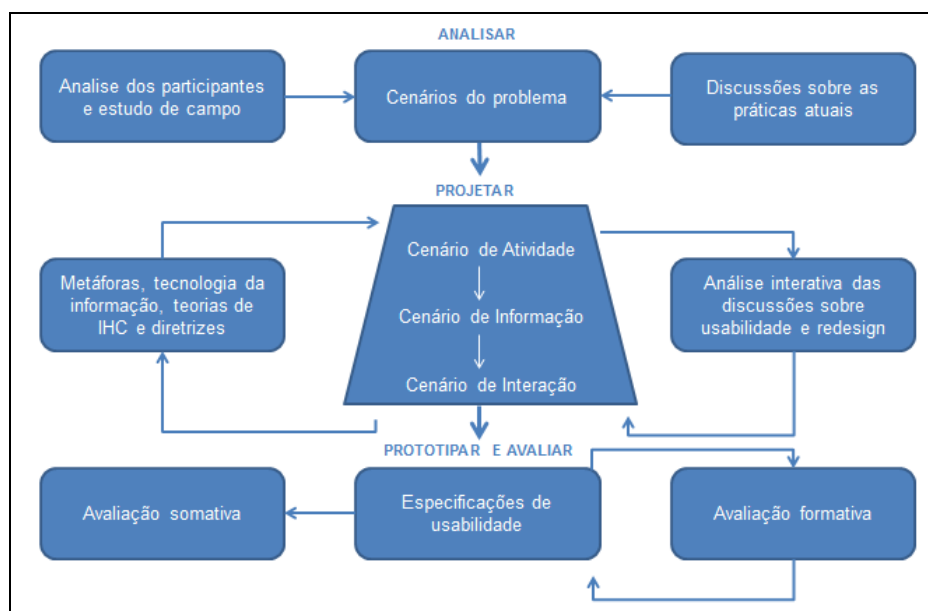 ANALISAR
Analise dos participantes
e estudo de campo
Cenários do problema
Discussões sobre as
práticas atuais
PROJETAR
Metáforas, tecnologia da
informação, teorias de
IHC e diretrizes
Cenário de Atividade
Cenário de Informação
Cenário de Interação
Análise interativa das
discussões sobre
usabilidade e redesign
PROTOTIPAR E AVALIAR
Avaliação somativa
Especificações de
usabilidade
Avaliação formativa